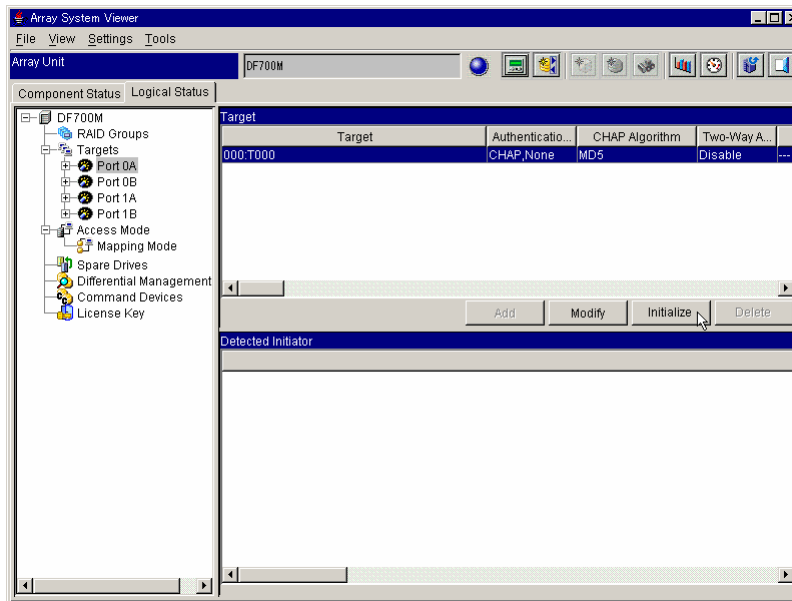 Array System Viewer
File View Settings Tools
Array Unit
DF700M
Component Status Logical Status
DF700M
RAID Groups
Targets
Port 0A
Port 0B
Port 1A
Port 1B
Access Mode
Mapping Mode
Spare Drives
Differential Management
Command Devices
License Key
Target
Target Authenticatio... CHAP Algorithm Two-Way A...
000:T000 CHAP,None MD5 Disable ---
Add Modify Initialize Delete
Detected Initiator